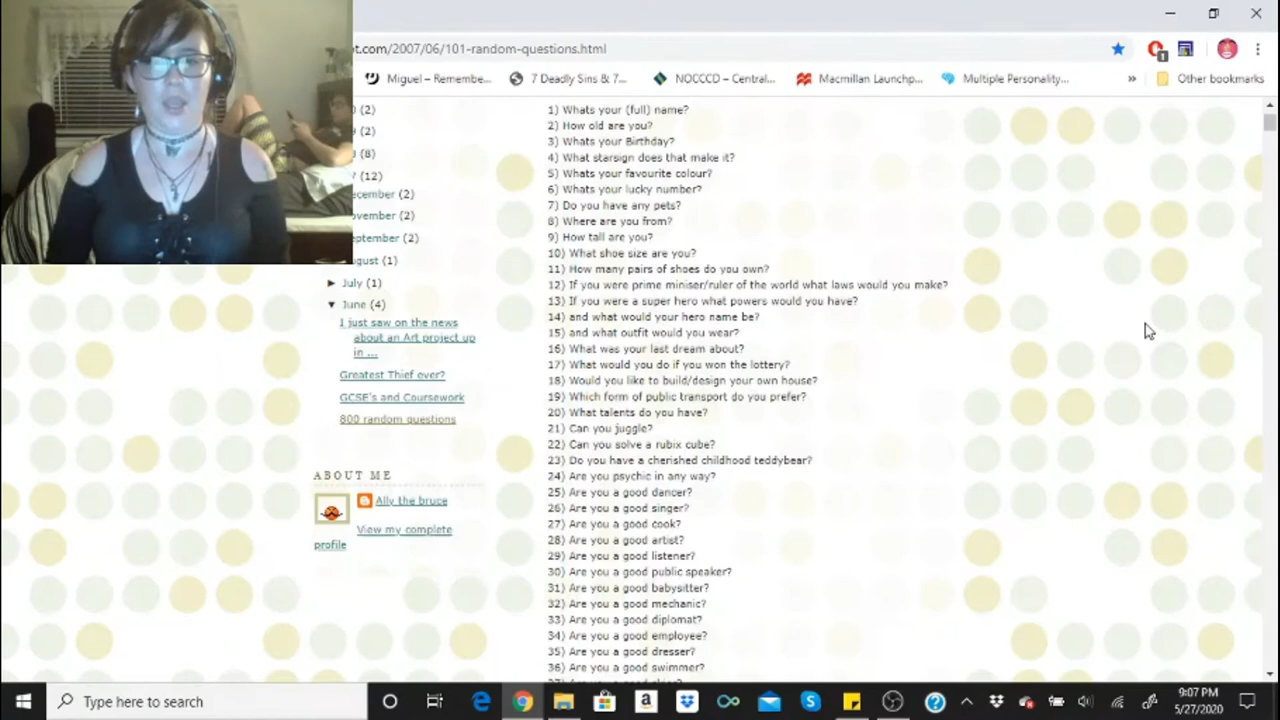 ot.com/2007/06/101-random-questions.html
Miguel – Remembe...
7 Deadly Sins & 7...
NOCCCD – Central...
Macmillan Launchp...
Multiple Personality...
»
Other bookmarks
(2)
(2)
(8)
(12)
ecember (2)
ovember (2)
eptember (2)
ugust (1)
► July (1)
▼ June (4)
I just saw on the news
about an Art project up
in ...
Greatest Thief ever?
GCSE's and Coursework
800 random questions
ABOUT ME
Ally the bruce
View my complete
profile
1) Whats your (full) name?
2) How old are you?
3) Whats your Birthday?
4) What starsign does that make it?
5) Whats your favourite colour?
6) Whats your lucky number?
7) Do you have any pets?
8) Where are you from?
9) How tall are you?
10) What shoe size are you?
11) How many pairs of shoes do you own?
12) If you were prime miniser/ruler of the world what laws would you make?
13) If you were a super hero what powers would you have?
14) and what would your hero name be?
15) and what outfit would you wear?
16) What was your last dream about?
17) What would you do if you won the lottery?
18) Would you like to build/design your own house?
19) Which form of public transport do you prefer?
20) What talents do you have?
21) Can you juggle?
22) Can you solve a rubix cube?
23) Do you have a cherished childhood teddybear?
24) Are you psychic in any way?
25) Are you a good dancer?
26) Are you a good singer?
27) Are you a good cook?
28) Are you a good artist?
29) Are you a good listener?
30) Are you a good public speaker?
31) Are you a good babysitter?
32) Are you a good mechanic?
33) Are you a good diplomat?
34) Are you a good employee?
35) Are you a good dresser?
36) Are you a good swimmer?
Type here to search
9:07 PM
5/27/2020